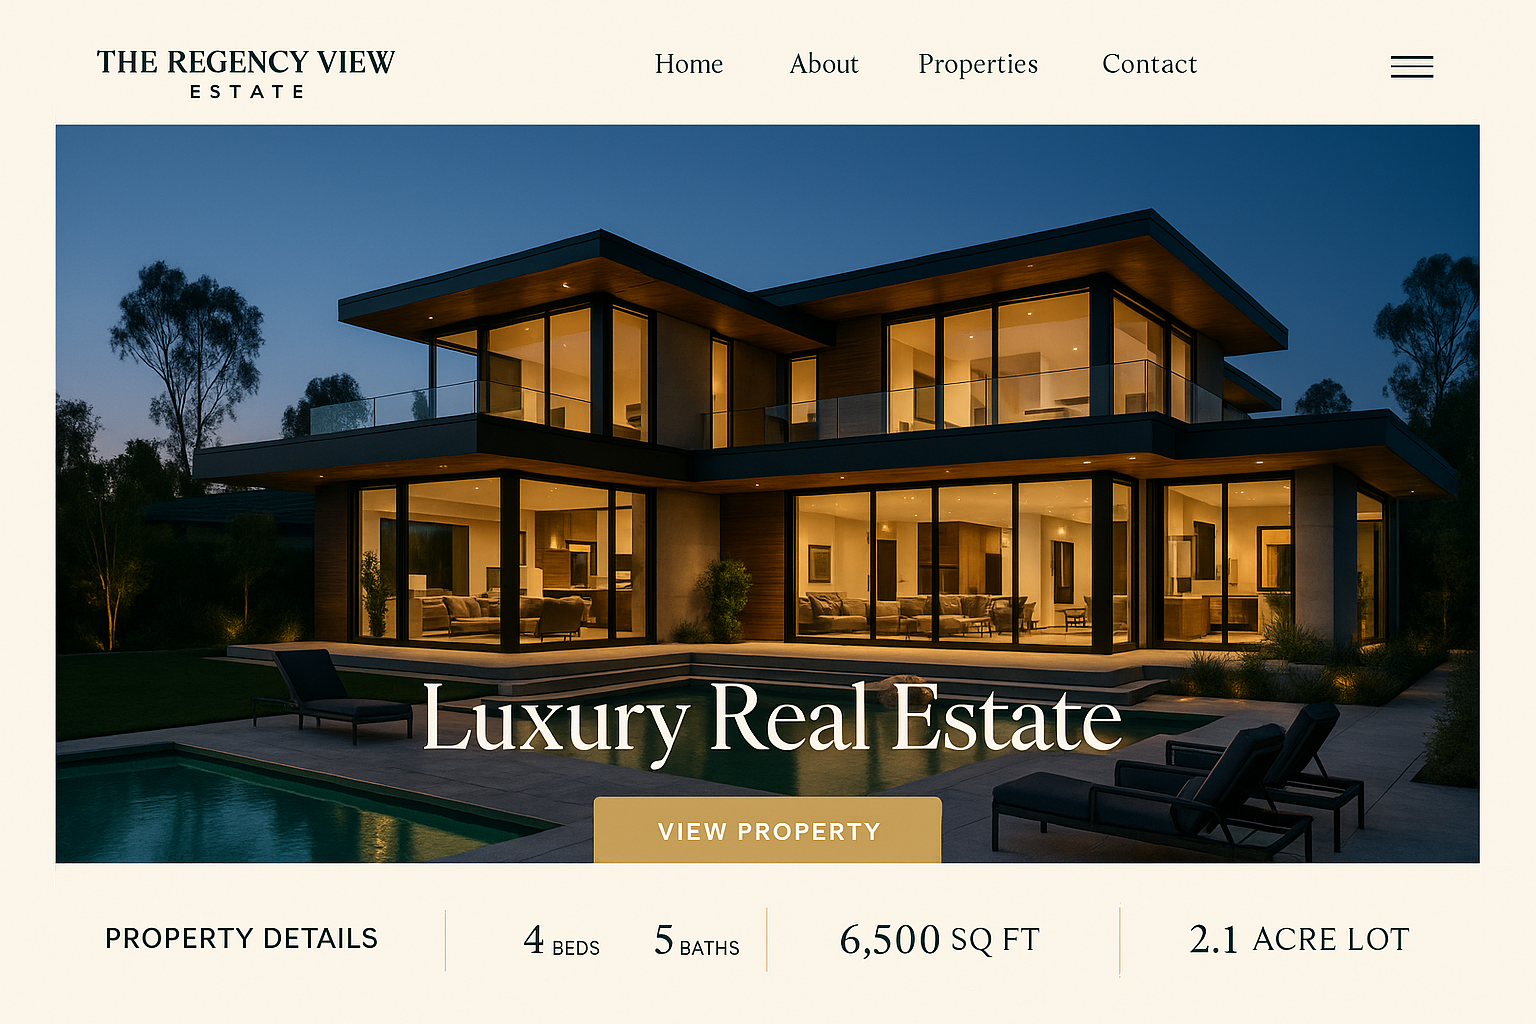 THE REGENCY VIEW
ESTATE
Home About Properties Contact
Luxury Real Estate
VIEW PROPERTY
PROPERTY DETAILS 4 BEDS 5 BATHS 6,500 SQ FT 2.1 ACRE LOT